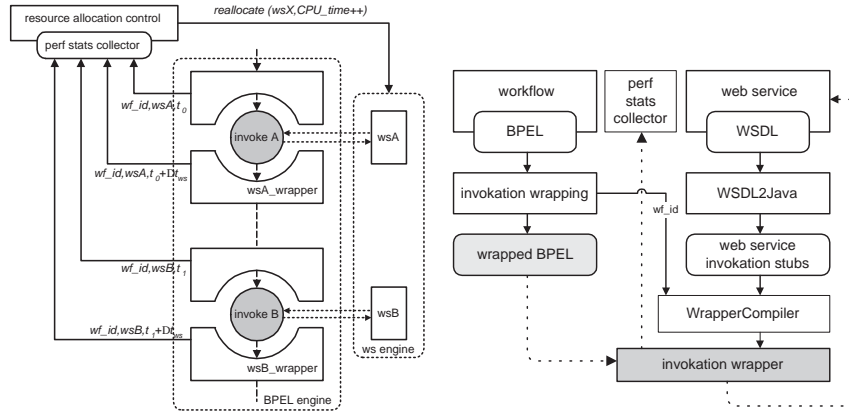 reallocate (wsX,CPU_time++)
resource allocation control
perf stats collector
wf_id,wsA,t0
invoke A
wsA
wf_id,wsA,t0+Dtws
wsA_wrapper
wf_id,wsB,t1
invoke B
wsB
wf_id,wsB,t1+Dtws
ws engine
wsB_wrapper
BPEL engine
workflow
BPEL
perf
stats
collector
web service
WSDL
invokation wrapping
wf_id
WSDL2Java
wrapped BPEL
web service
invokation stubs
WrapperCompiler
invokation wrapper